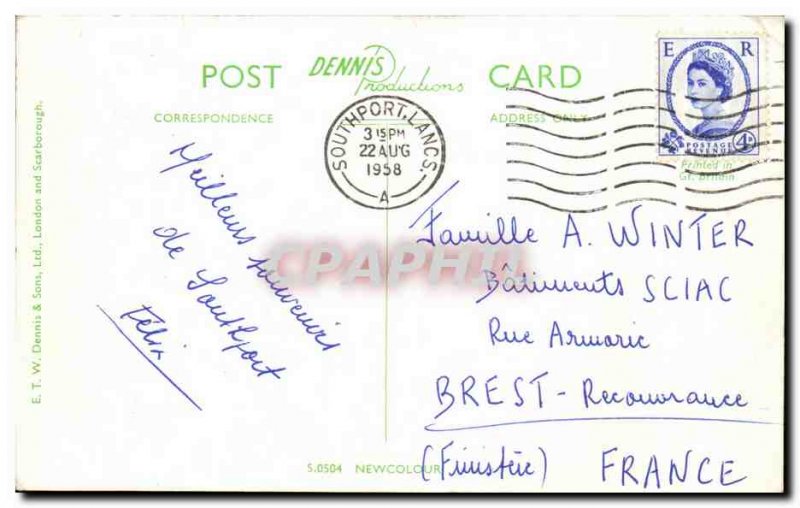 POST DENNIS Productions CARD
CORRESPONDENCE
ADDRESS ONLY
SOUTHPORT, LANCS.
3 15 PM
22 AUG
1958
A
E R
POSTAGE
REVENUE
4D
Printed in
Gt. Britain
Meilleurs souvenirs
de Southport
Félix
Famille A. WINTER
Bâtiments SCIAC
Rue Armoric
BREST - Recouvrance
(Finistère) FRANCE
CPAPHIL
E. T. W. Dennis & Sons, Ltd., London and Scarborough.
S.0504 NEWCOLOUR